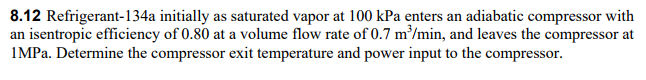 8.12 Refrigerant-134a initially as saturated vapor at 100 kPa enters an adiabatic compressor with
an isentropic efficiency of 0.80 at a volume flow rate of 0.7 m³/min, and leaves the compressor at
1MPa. Determine the compressor exit temperature and power input to the compressor.